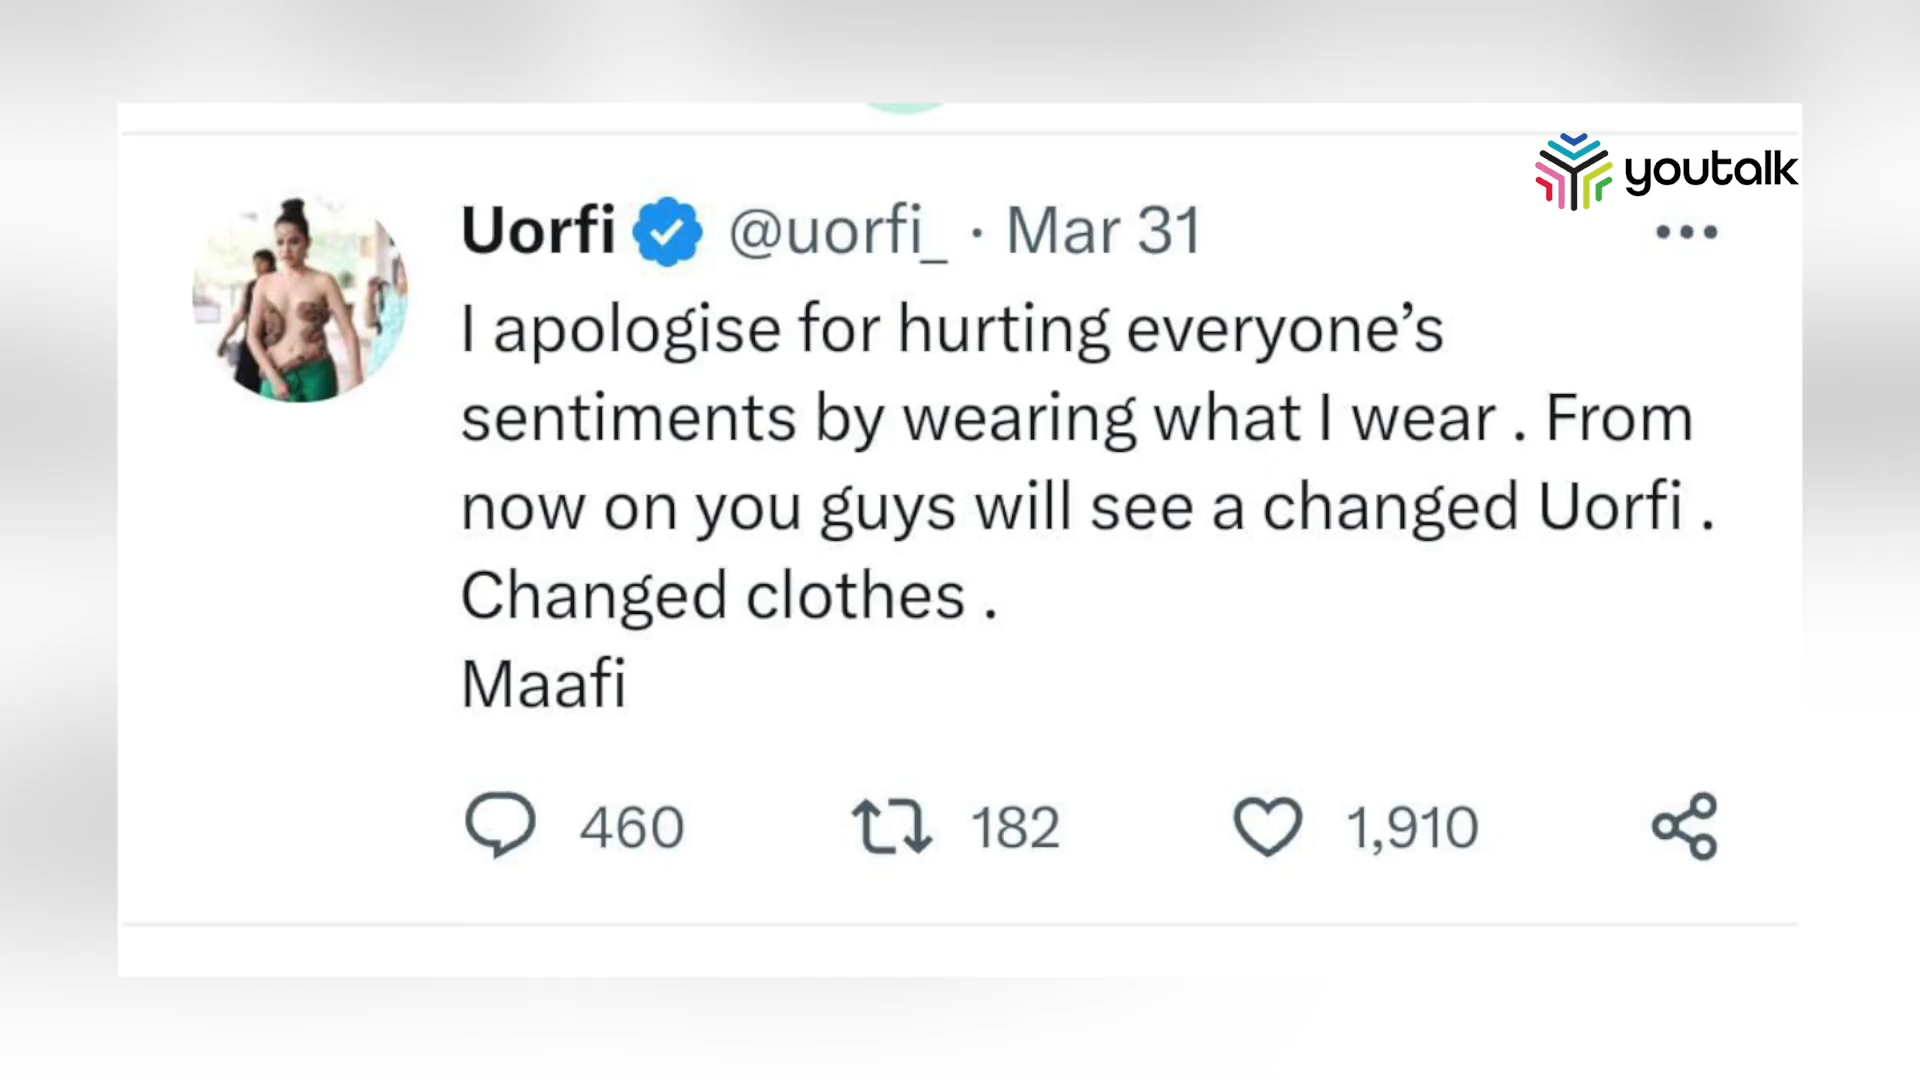 youtalk
Uorfi @uorfi_ · Mar 31
I apologise for hurting everyone’s
sentiments by wearing what I wear . From
now on you guys will see a changed Uorfi .
Changed clothes .
Maafi
460 182 1,910